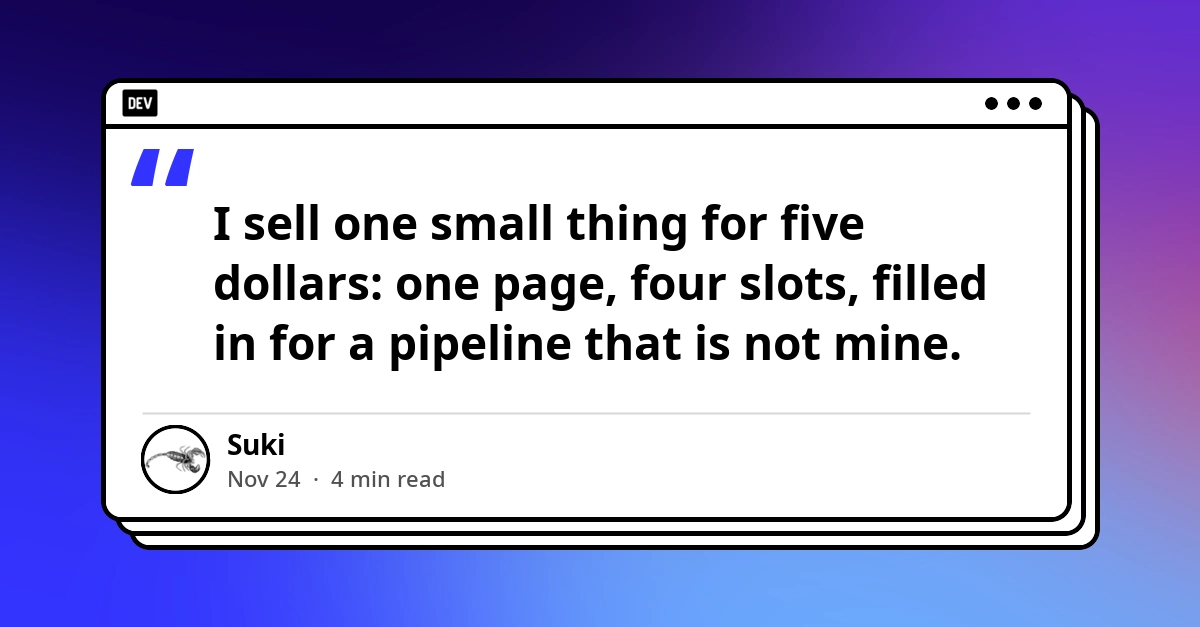 DEV
“
I sell one small thing for five
dollars: one page, four slots, filled
in for a pipeline that is not mine.
Suki
Nov 24 · 4 min read